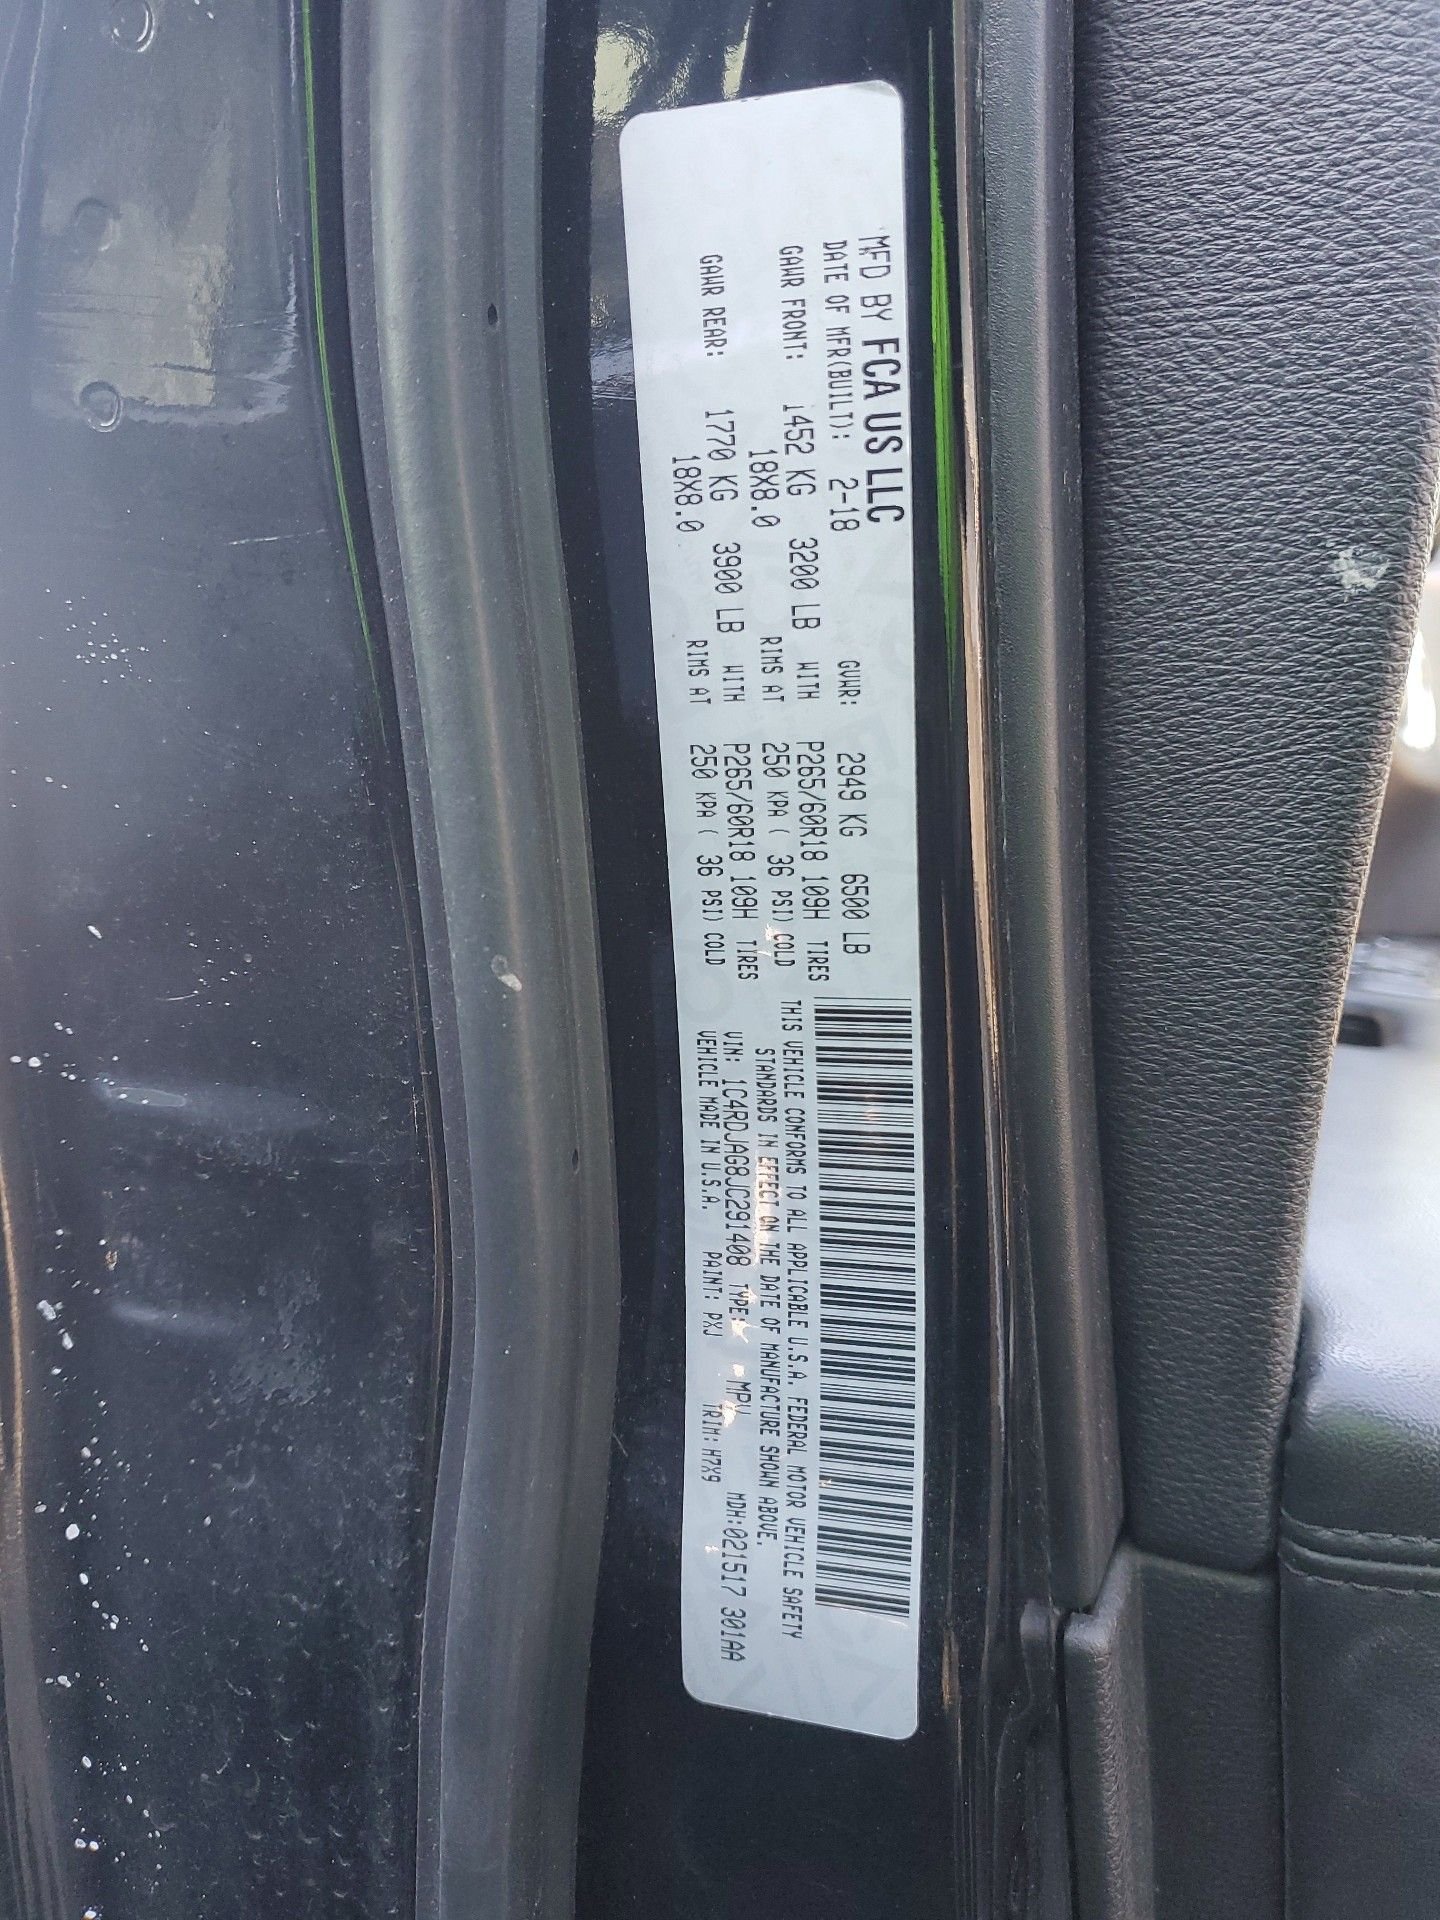 MFD BY FCA US LLC
DATE OF MFR(BUILT): 2-18 GVWR: 2949 KG 6500 LB
GAWR FRONT: 1452 KG 3200 LB WITH P265/60R18 109H TIRES
18X8.0 RIMS AT 250 KPA ( 36 PSI) COLD
GAWR REAR: 1770 KG 3900 LB WITH P265/60R18 109H TIRES
18X8.0 RIMS AT 250 KPA ( 36 PSI) COLD
THIS VEHICLE CONFORMS TO ALL APPLICABLE U.S.A. FEDERAL MOTOR VEHICLE SAFETY
STANDARDS IN EFFECT ON THE DATE OF MANUFACTURE SHOWN ABOVE.
VIN: 1C4RDJAG8JC291408 TYPE: MPV MDH:021517 301AA
VEHICLE MADE IN U.S.A. PAINT: PXJ TRIM: H7X9